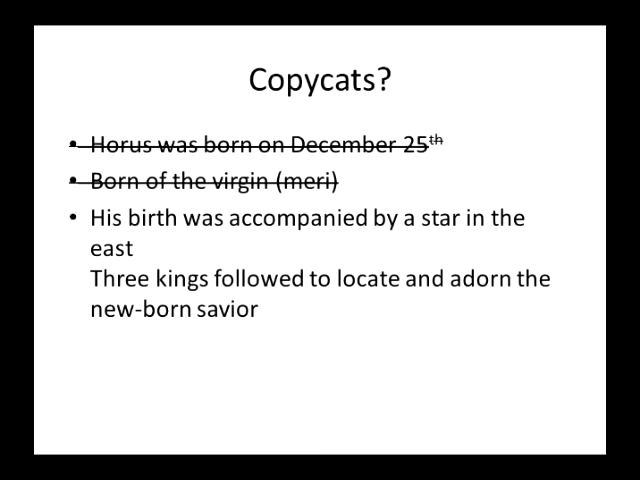 Copycats?
• Horus was born on December 25th
• Born of the virgin (meri)
• His birth was accompanied by a star in the
east
Three kings followed to locate and adorn the
new-born savior